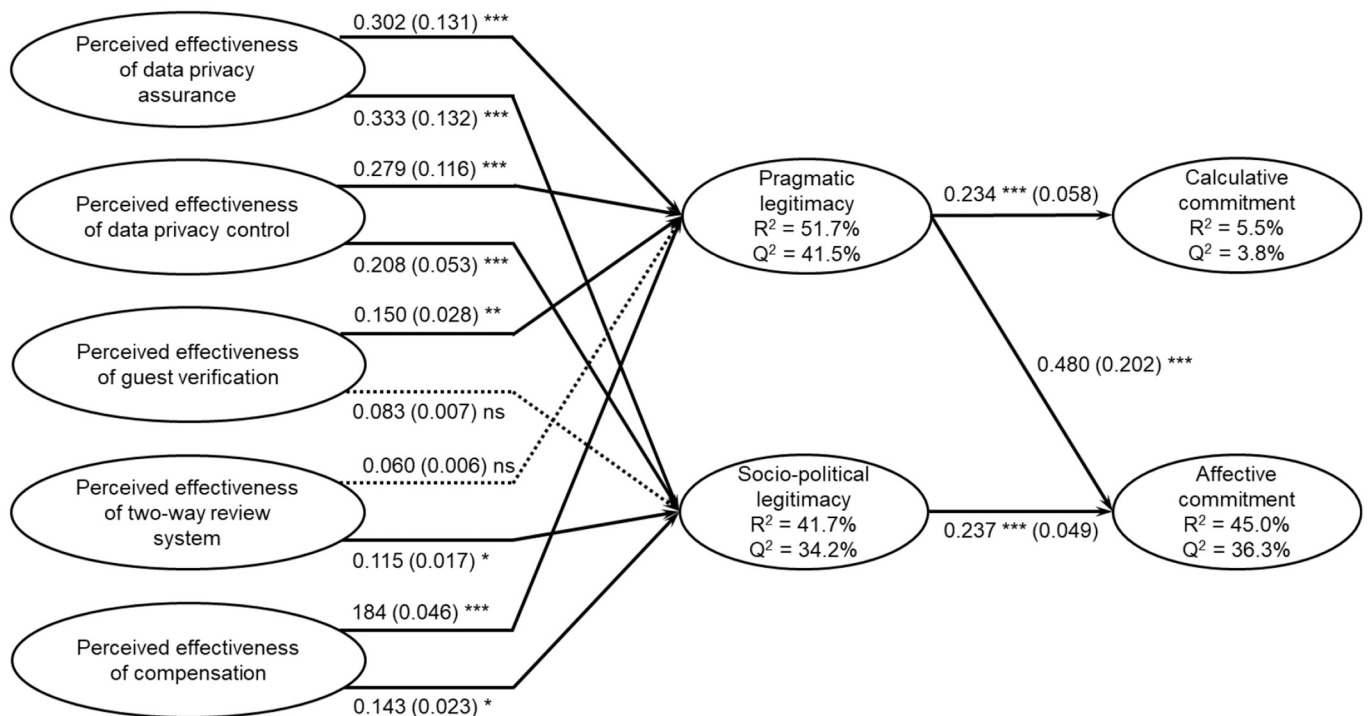 0.302 (0.131) ***
Perceived effectiveness
of data privacy
assurance
0.333 (0.132) ***
0.279 (0.116) ***
Perceived effectiveness
of data privacy control
0.208 (0.053) ***
0.150 (0.028) **
Perceived effectiveness
of guest verification
0.083 (0.007) ns
0.060 (0.006) ns
Perceived effectiveness
of two-way review
system
0.115 (0.017) *
184 (0.046) ***
Perceived effectiveness
of compensation
0.143 (0.023) *
Pragmatic
legitimacy
R² = 51.7%
Q² = 41.5%
Socio-political
legitimacy
R² = 41.7%
Q² = 34.2%
0.234 *** (0.058)
0.480 (0.202) ***
0.237 *** (0.049)
Calculative
commitment
R² = 5.5%
Q² = 3.8%
Affective
commitment
R² = 45.0%
Q² = 36.3%